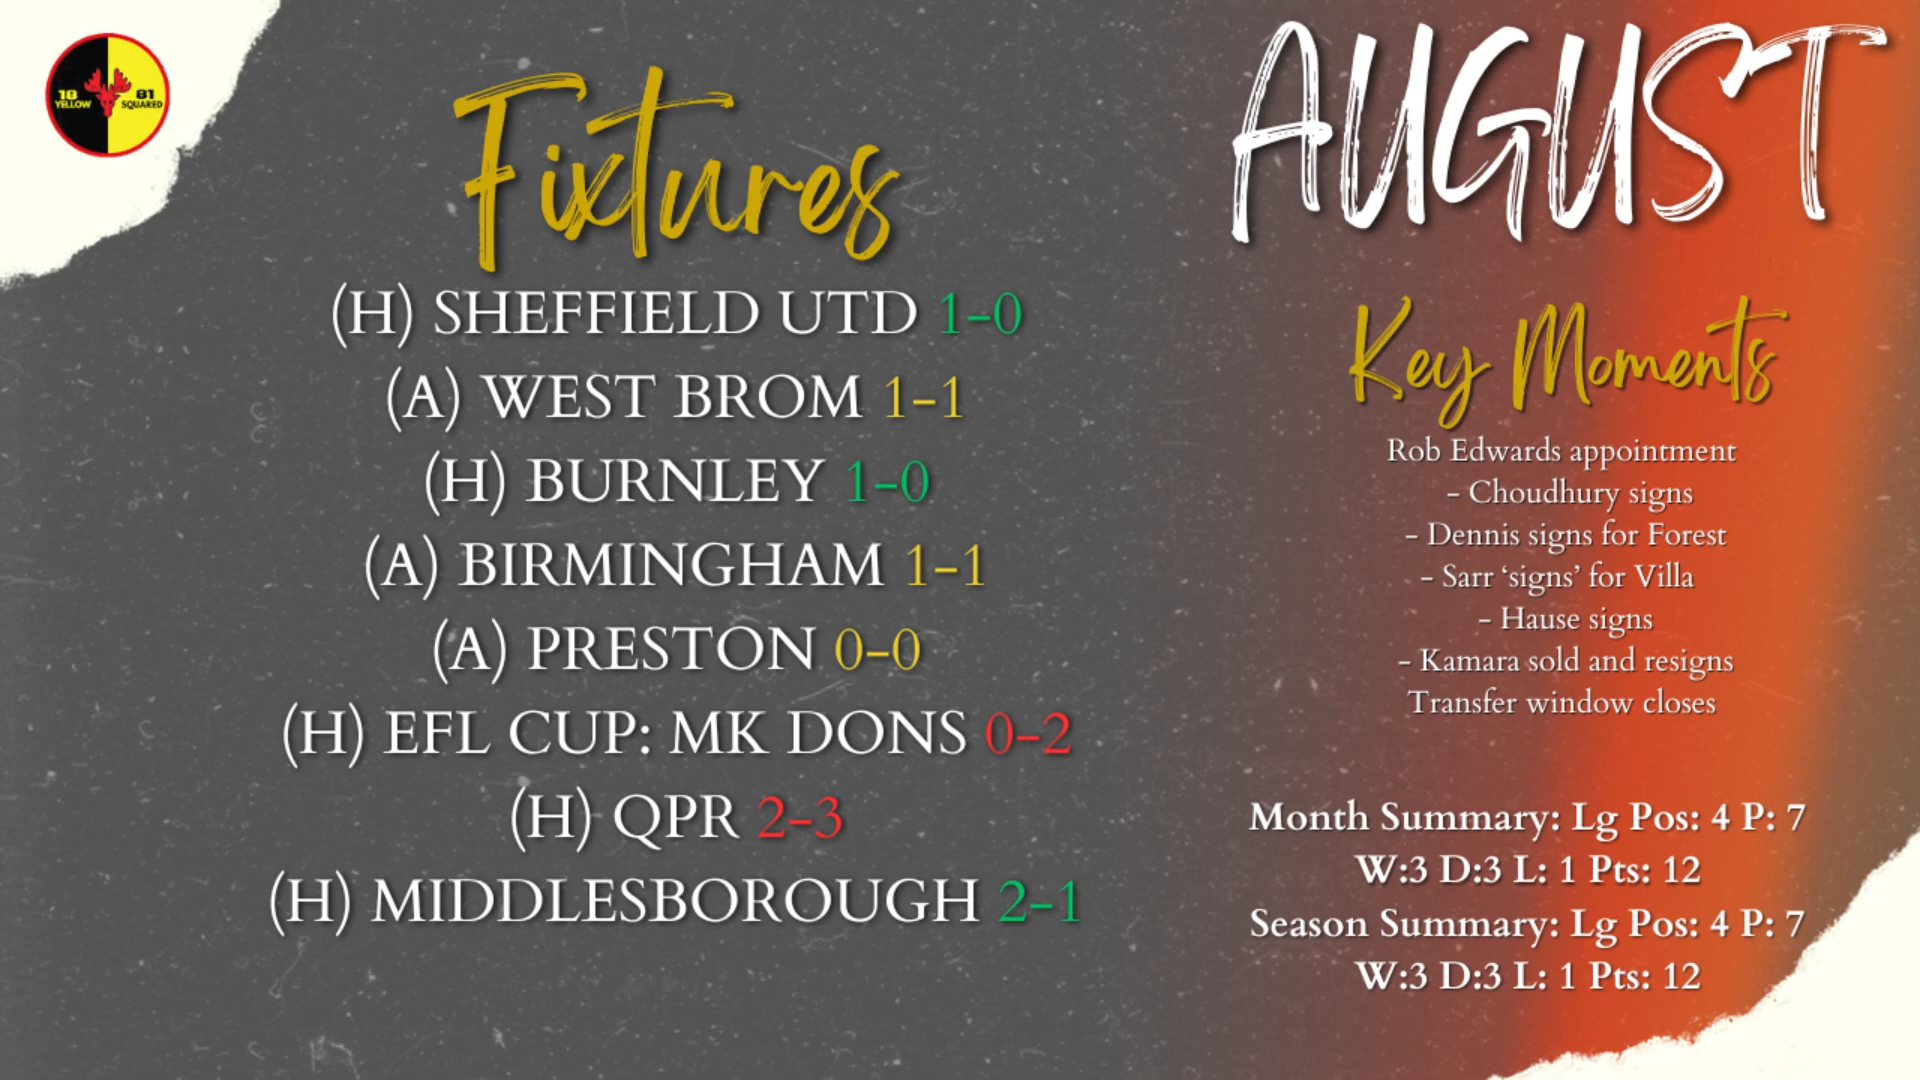 18 81
YELLOW SQUARED
Fixtures
(H) SHEFFIELD UTD 1-0
(A) WEST BROM 1-1
(H) BURNLEY 1-0
(A) BIRMINGHAM 1-1
(A) PRESTON 0-0
(H) EFL CUP: MK DONS 0-2
(H) QPR 2-3
(H) MIDDLESBOROUGH 2-1
AUGUST
Key Moments
Rob Edwards appointment
- Choudhury signs
- Dennis signs for Forest
- Sarr ‘signs’ for Villa
- Hause signs
- Kamara sold and resigns
Transfer window closes
Month Summary: Lg Pos: 4 P: 7
W:3 D:3 L: 1 Pts: 12
Season Summary: Lg Pos: 4 P: 7
W:3 D:3 L: 1 Pts: 12